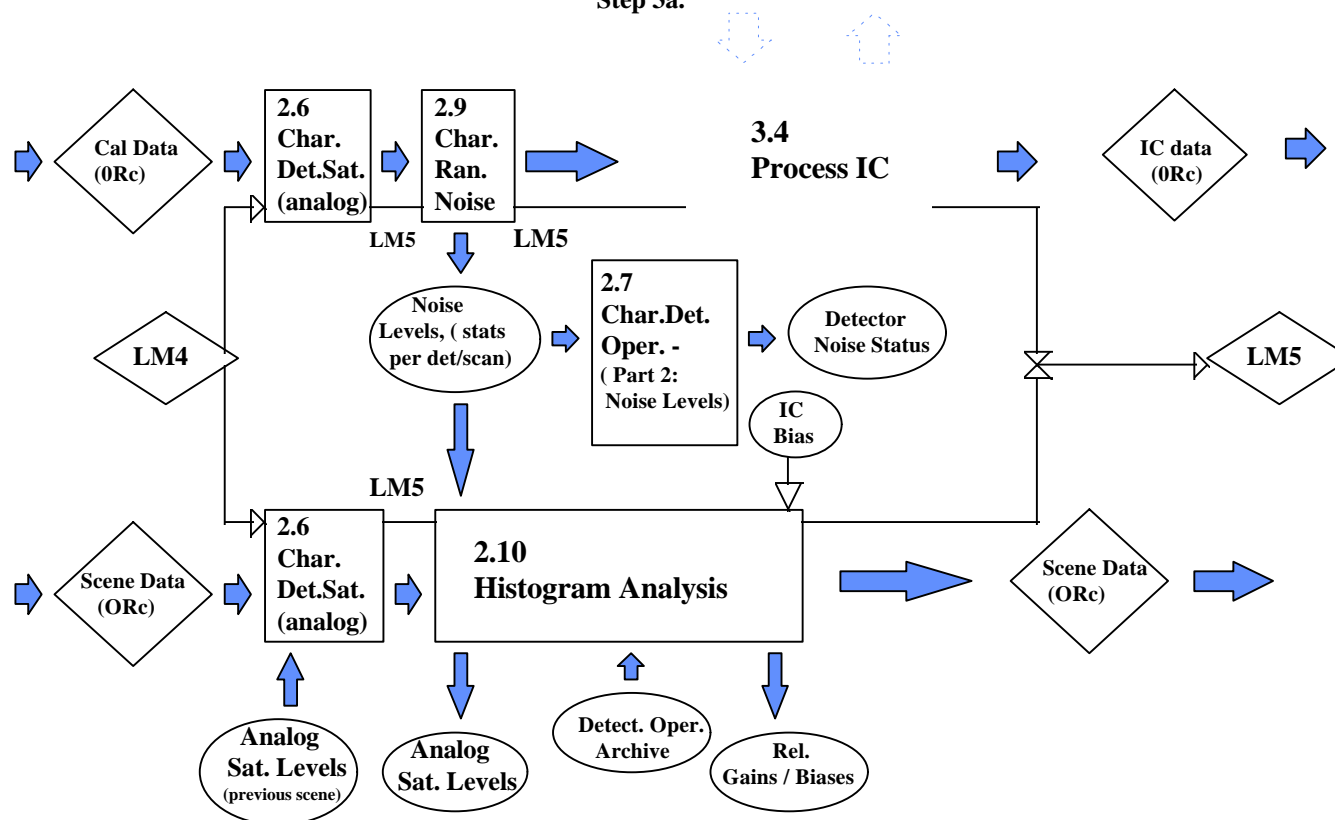 Step 3a.
Cal Data
(0Rc)
2.6
Char.
Det.Sat.
(analog)
2.9
Char.
Ran.
Noise
3.4
Process IC
IC data
(0Rc)
LM5
LM5
Noise
Levels, ( stats
per det/scan)
2.7
Char.Det.
Oper. -
( Part 2:
Noise Levels)
Detector
Noise Status
LM4
LM5
IC
Bias
LM5
Scene Data
(ORc)
2.6
Char.
Det.Sat.
(analog)
2.10
Histogram Analysis
Scene Data
(ORc)
Analog
Sat. Levels
(previous scene)
Analog
Sat. Levels
Detect. Oper.
Archive
Rel.
Gains / Biases